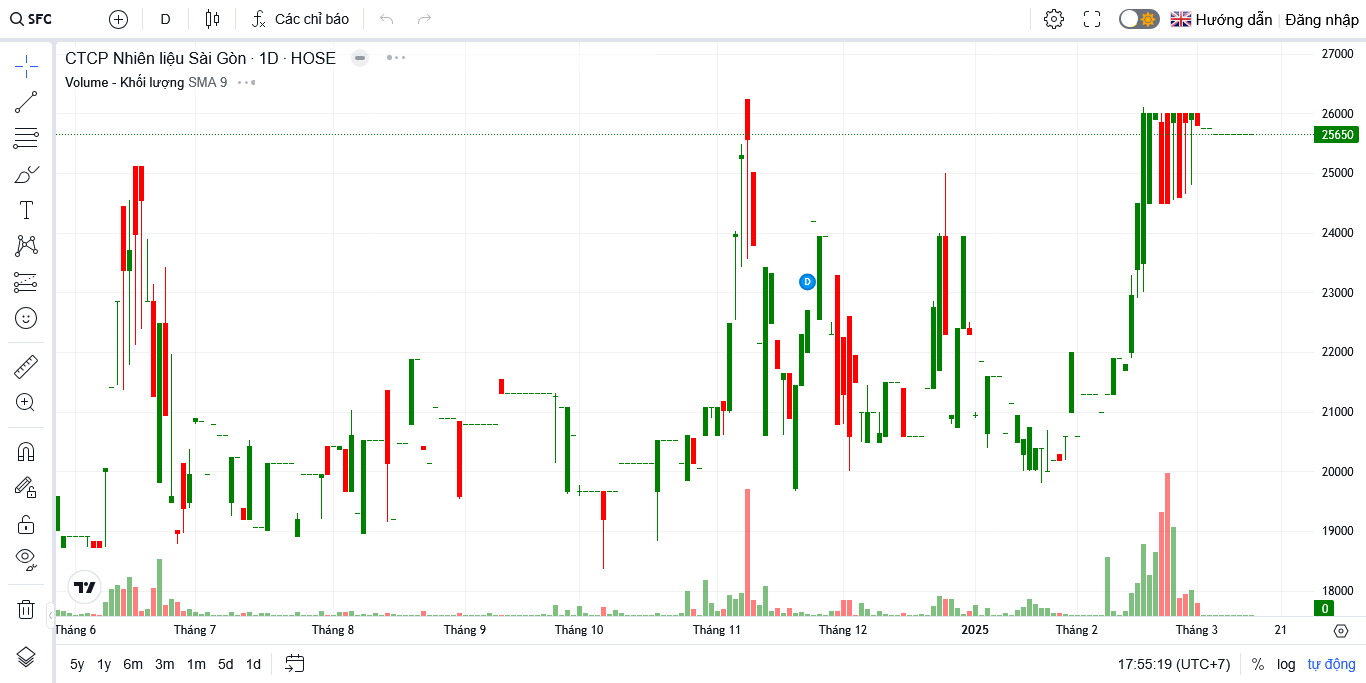 SFC D Các chỉ báo Hướng dẫn Đăng nhập
CTCP Nhiên liệu Sài Gòn · 1D · HOSE
Volume - Khối lượng SMA 9
27000
26000
25650
25000
24000
D
23000
22000
21000
20000
19000
18000
0
Tháng 6 Tháng 7 Tháng 8 Tháng 9 Tháng 10 Tháng 11 Tháng 12 2025 Tháng 2 Tháng 3 21
5y 1y 6m 3m 1m 5d 1d 17:55:19 (UTC+7) % log tự động